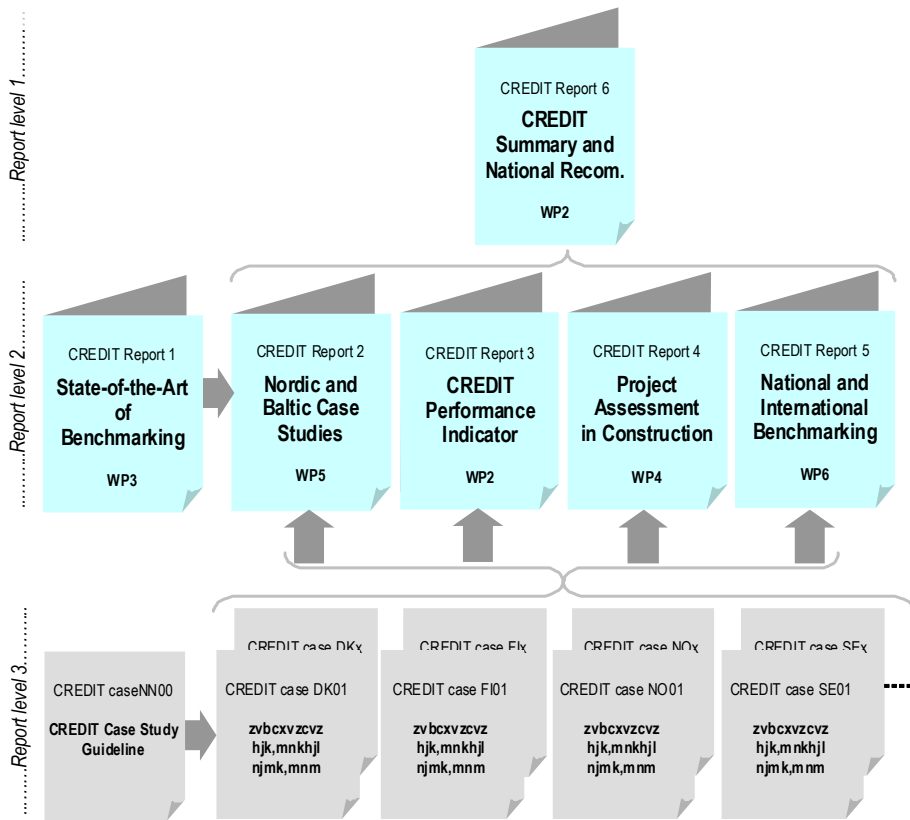 ...........Report level 1............
CREDIT Report 6
CREDIT
Summary and
National Recom.
WP2
...........Report level 2............
CREDIT Report 1
State-of-the-Art
of
Benchmarking
WP3
CREDIT Report 2
Nordic and
Baltic Case
Studies
WP5
CREDIT Report 3
CREDIT
Performance
Indicator
WP2
CREDIT Report 4
Project
Assessment
in Construction
WP4
CREDIT Report 5
National and
International
Benchmarking
WP6
......Report level 3...........
CREDIT caseNN00
CREDIT Case Study
Guideline
CREDIT case DKx
CREDIT case DK01
zvbcxvzcvz
hjk,mnkhjl
njmk,mnm
CREDIT case FIx
CREDIT case FI01
zvbcxvzcvz
hjk,mnkhjl
njmk,mnm
CREDIT case NOx
CREDIT case NO01
zvbcxvzcvz
hjk,mnkhjl
njmk,mnm
CREDIT case SEx
CREDIT case SE01
zvbcxvzcvz
hjk,mnkhjl
njmk,mnm